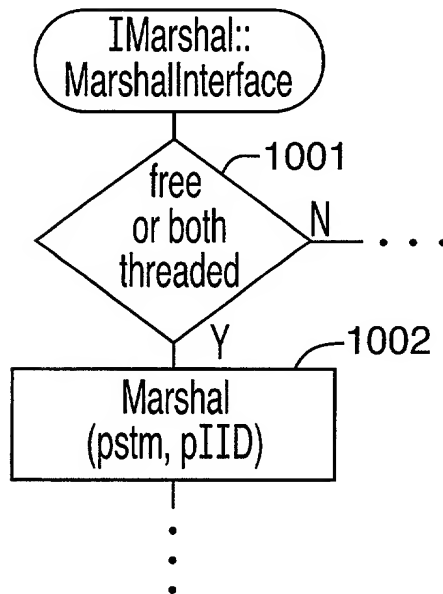 IMarshal::
MarshalInterface
1001
free
or both
threaded
N
Y
1002
Marshal
(pstm, pIID)